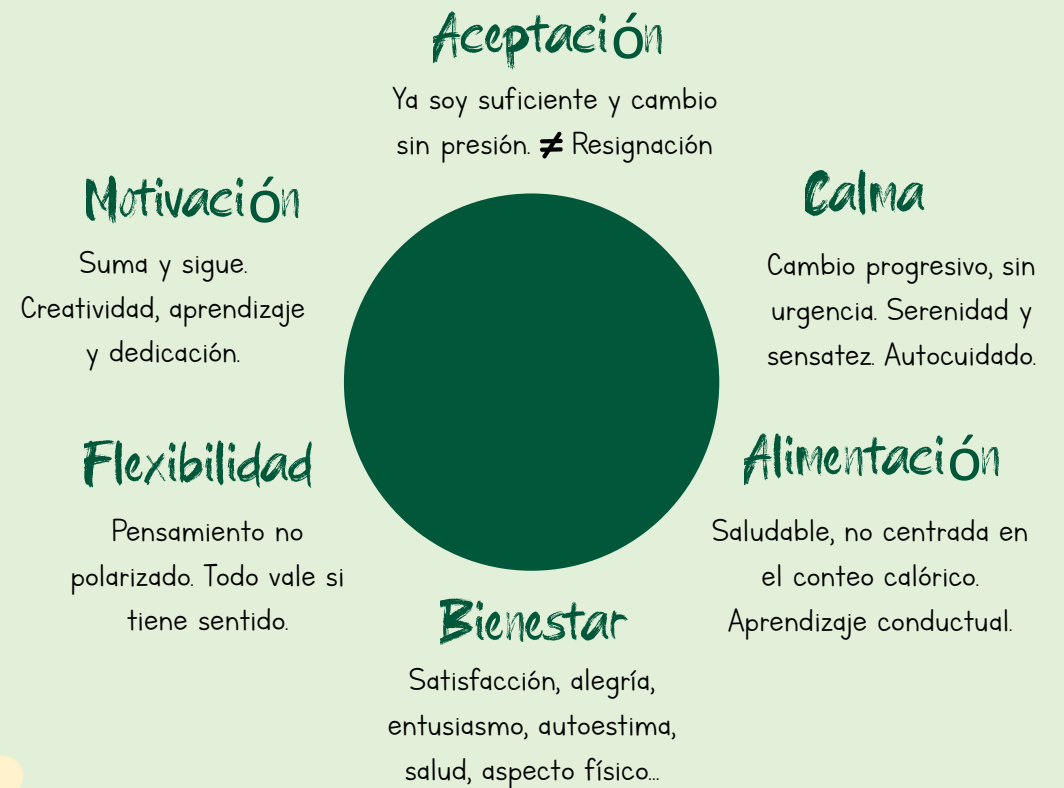 Aceptación
Ya soy suficiente y cambio
sin presión. ≠ Resignación
Motivación
Suma y sigue.
Creatividad, aprendizaje
y dedicación.
Calma
Cambio progresivo, sin
urgencia. Serenidad y
sensatez. Autocuidado.
Flexibilidad
Pensamiento no
polarizado. Todo vale si
tiene sentido.
Alimentación
Saludable, no centrada en
el conteo calórico.
Aprendizaje conductual.
Bienestar
Satisfacción, alegría,
entusiasmo, autoestima,
salud, aspecto físico...